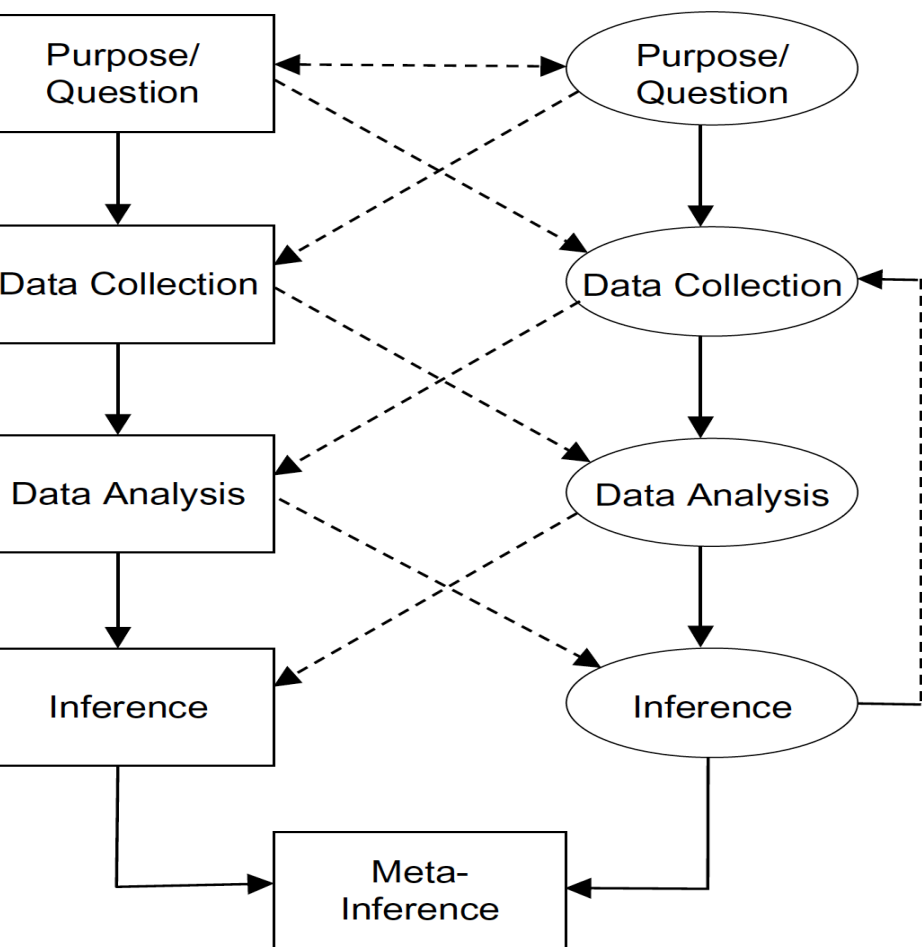 Purpose/
Question
Purpose/
Question
Data Collection
Data Collection
Data Analysis
Data Analysis
Inference
Inference
Meta-
Inference